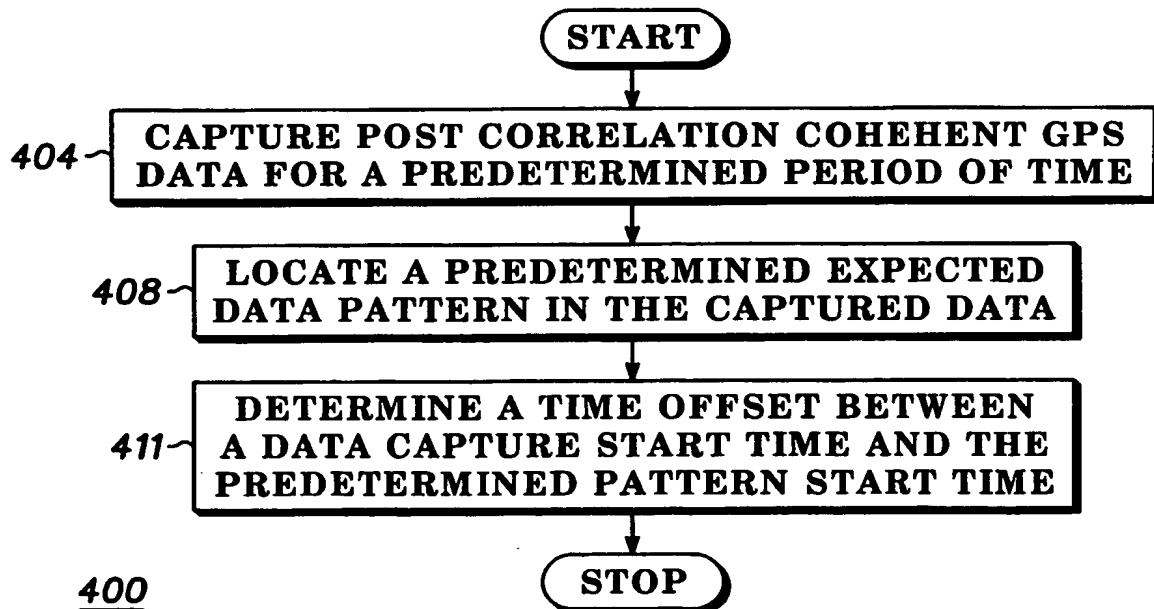 START
404
CAPTURE POST CORRELATION COHEHENT GPS
DATA FOR A PREDETERMINED PERIOD OF TIME
408
LOCATE A PREDETERMINED EXPECTED
DATA PATTERN IN THE CAPTURED DATA
411
DETERMINE A TIME OFFSET BETWEEN
A DATA CAPTURE START TIME AND THE
PREDETERMINED PATTERN START TIME
STOP
400